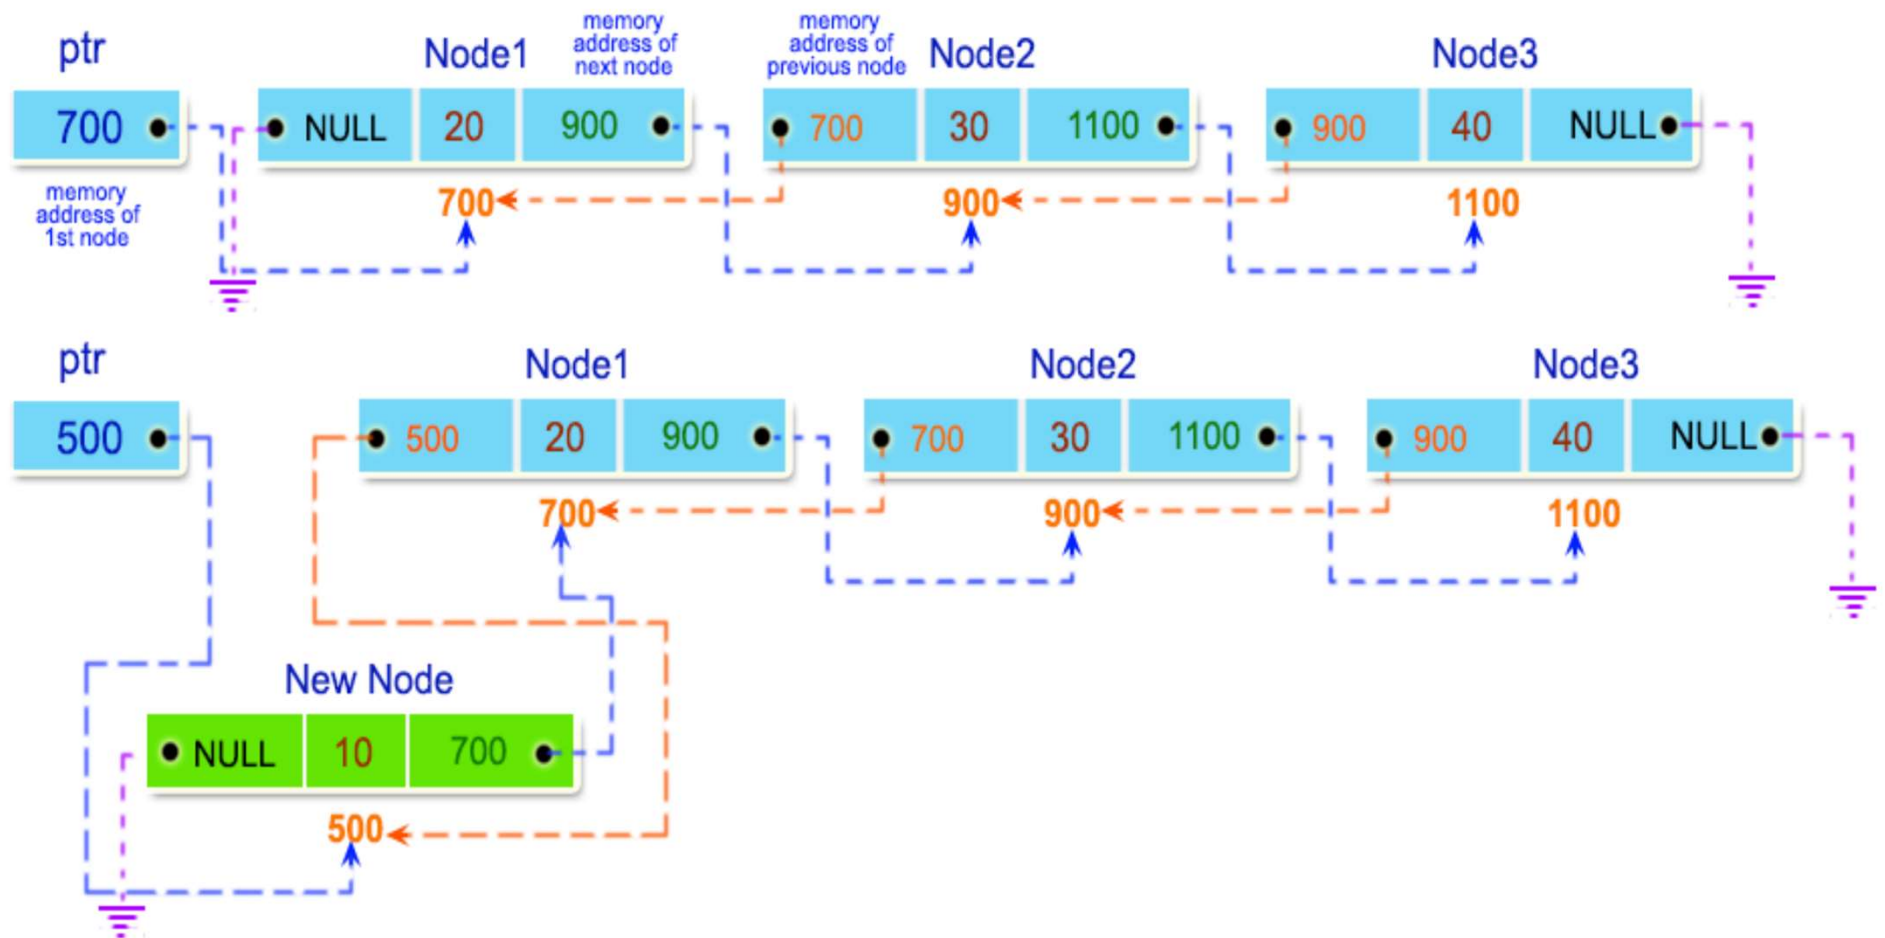 ptr
Node1
memory
address of
next node
memory
address of
previous node
Node2
Node3
700
NULL 20 900
700 30 1100
900 40 NULL
memory
address of
1st node
700
900
1100
ptr
Node1
Node2
Node3
500
500 20 900
700 30 1100
900 40 NULL
700
900
1100
New Node
NULL 10 700
500